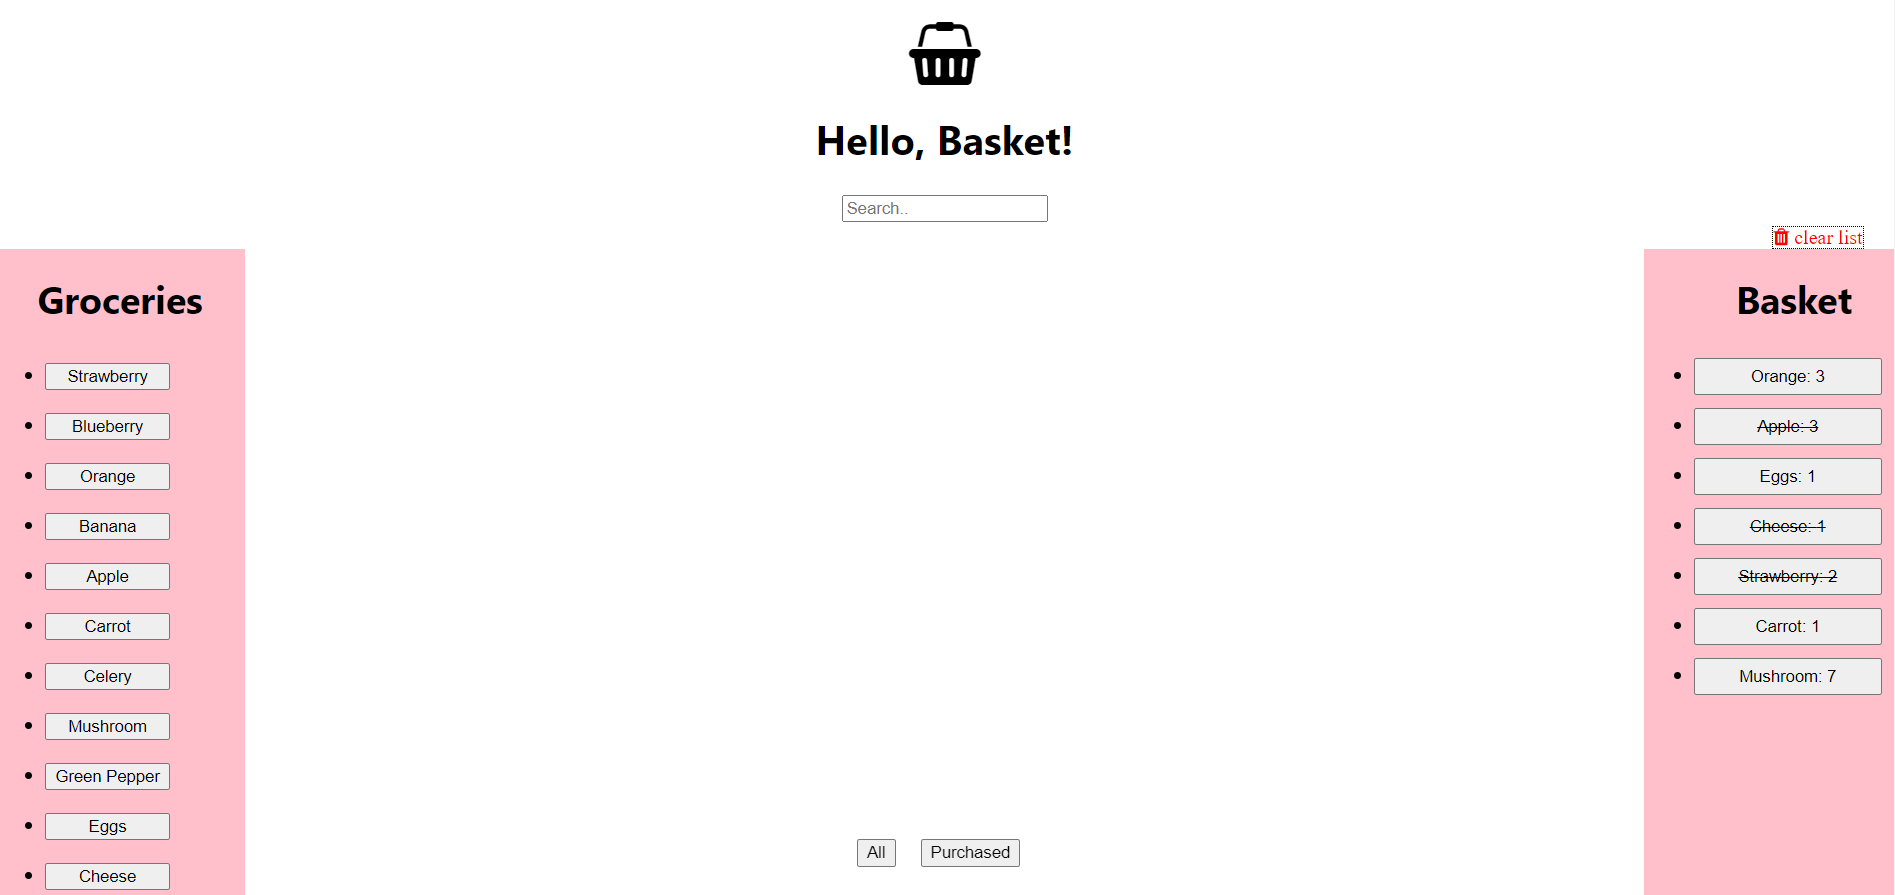 Hello, Basket!
Search..
clear list
Groceries
Strawberry
Blueberry
Orange
Banana
Apple
Carrot
Celery
Mushroom
Green Pepper
Eggs
Cheese
Basket
Orange: 3
Apple: 3
Eggs: 1
Cheese: 1
Strawberry: 2
Carrot: 1
Mushroom: 7
All
Purchased